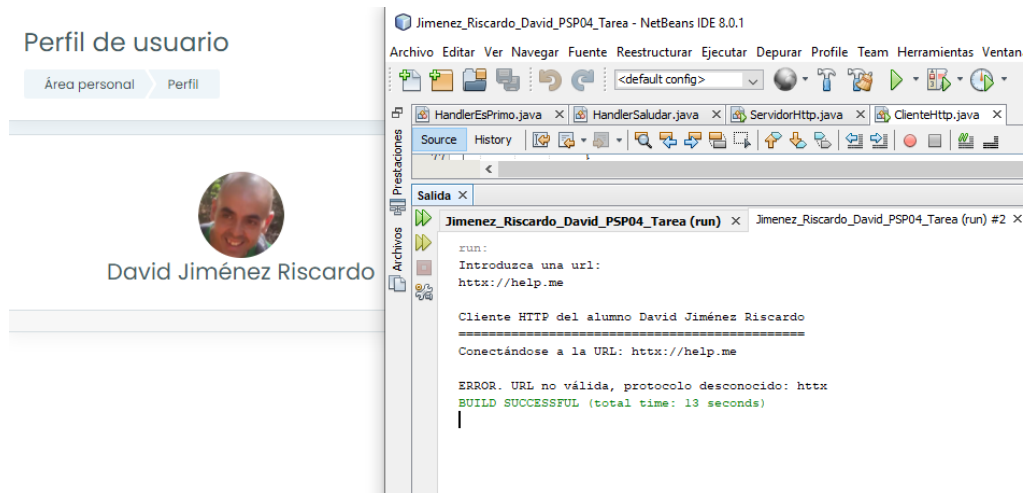 Perfil de usuario
Área personal
Perfil
David Jiménez Riscardo
Jimenez_Riscardo_David_PSP04_Tarea - NetBeans IDE 8.0.1
Archivo Editar Ver Navegar Fuente Reestructurar Ejecutar Depurar Profile Team Herramientas Ventan
<default config>
HandlerEsPrimo.java HandlerSaludar.java ServidorHttp.java ClienteHttp.java
Source History
Prestaciones
Archivos
Salida
Jimenez_Riscardo_David_PSP04_Tarea (run) Jimenez_Riscardo_David_PSP04_Tarea (run) #2
run:
Introduzca una url:
httx://help.me
Cliente HTTP del alumno David Jiménez Riscardo
==============================================
Conectándose a la URL: httx://help.me
ERROR. URL no válida, protocolo desconocido: httx
BUILD SUCCESSFUL (total time: 13 seconds)